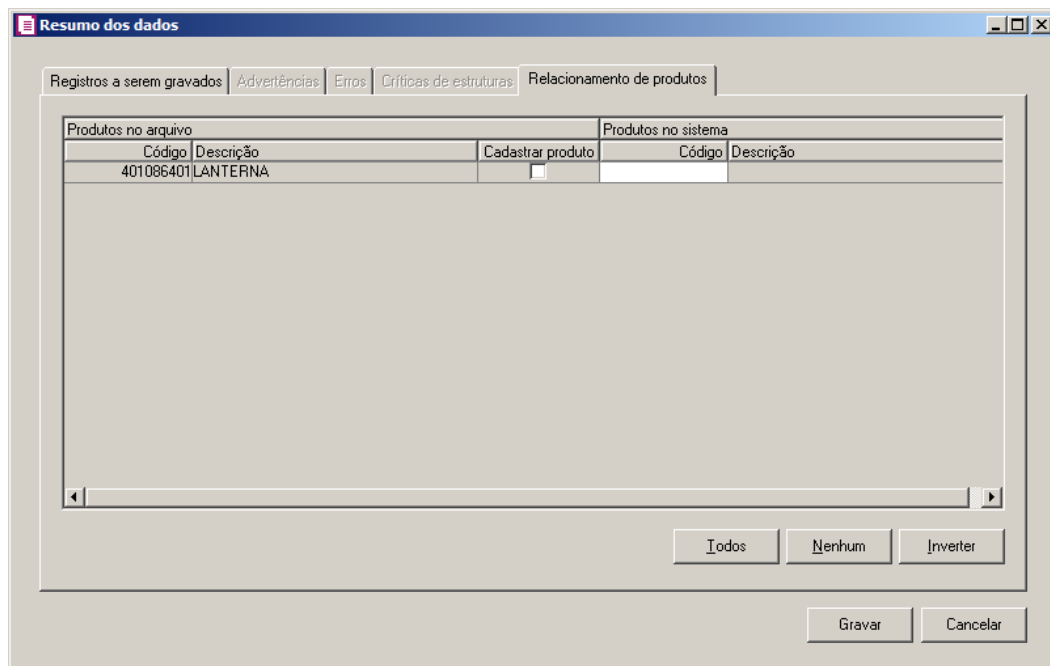 Resumo dos dados
Registros a serem gravados Advertências Erros Críticas de estruturas Relacionamento de produtos
Produtos no arquivo Produtos no sistema
Código Descrição Cadastrar produto Código Descrição
401086401 LANTERNA
Todos Nenhum Inverter
Gravar Cancelar